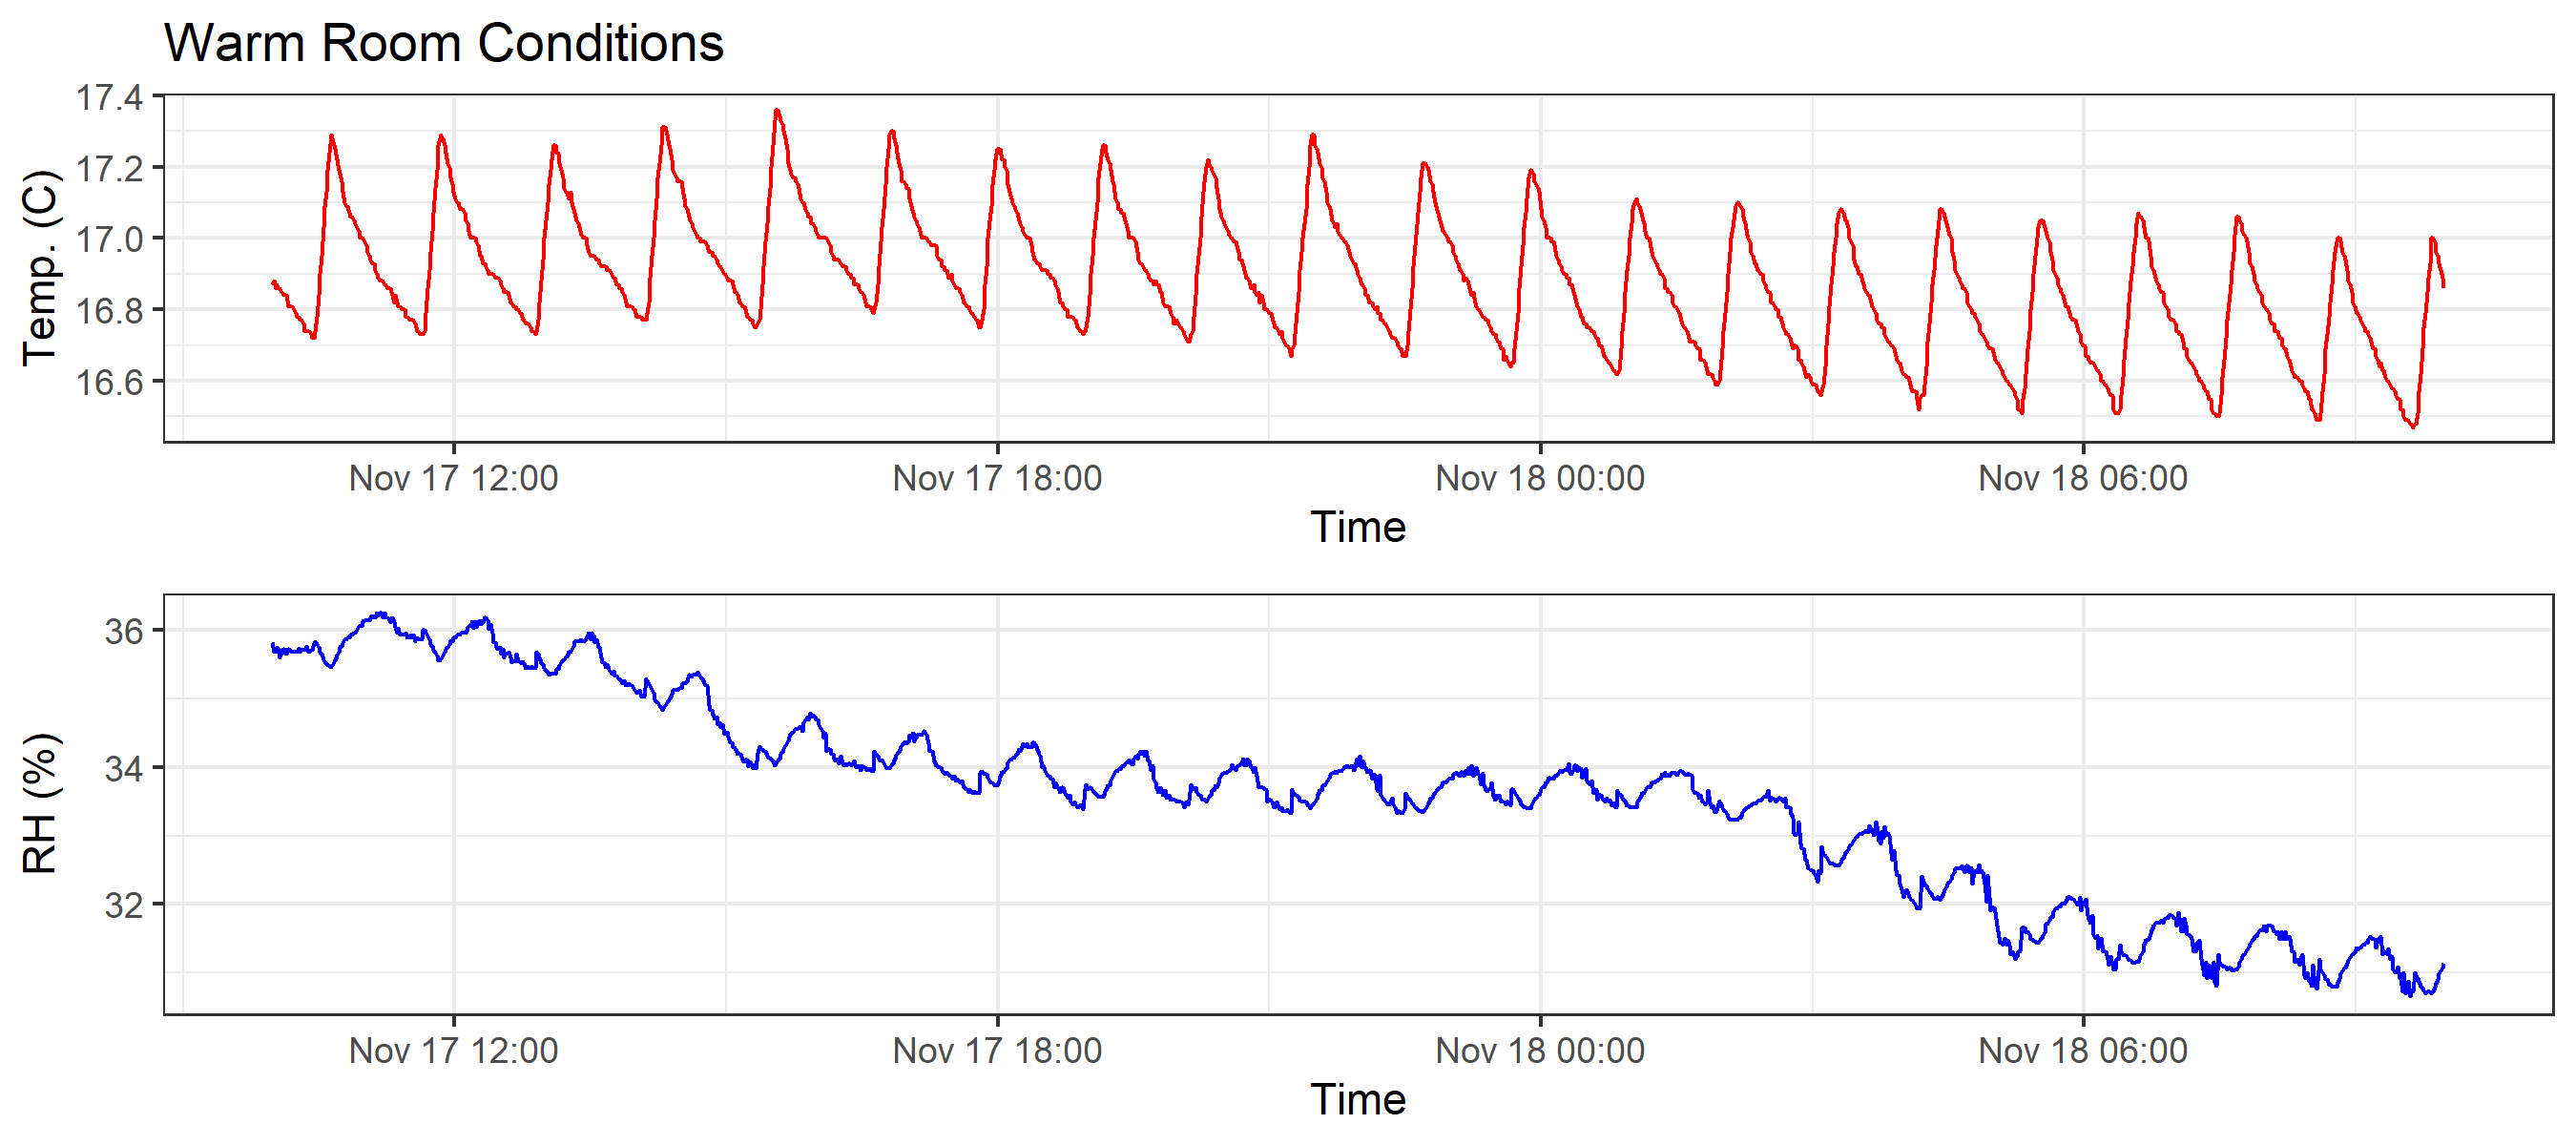 Warm Room Conditions
Temp. (C)
17.4
17.2
17.0
16.8
16.6
Nov 17 12:00 Nov 17 18:00 Nov 18 00:00 Nov 18 06:00
Time
RH (%)
36
34
32
Nov 17 12:00 Nov 17 18:00 Nov 18 00:00 Nov 18 06:00
Time